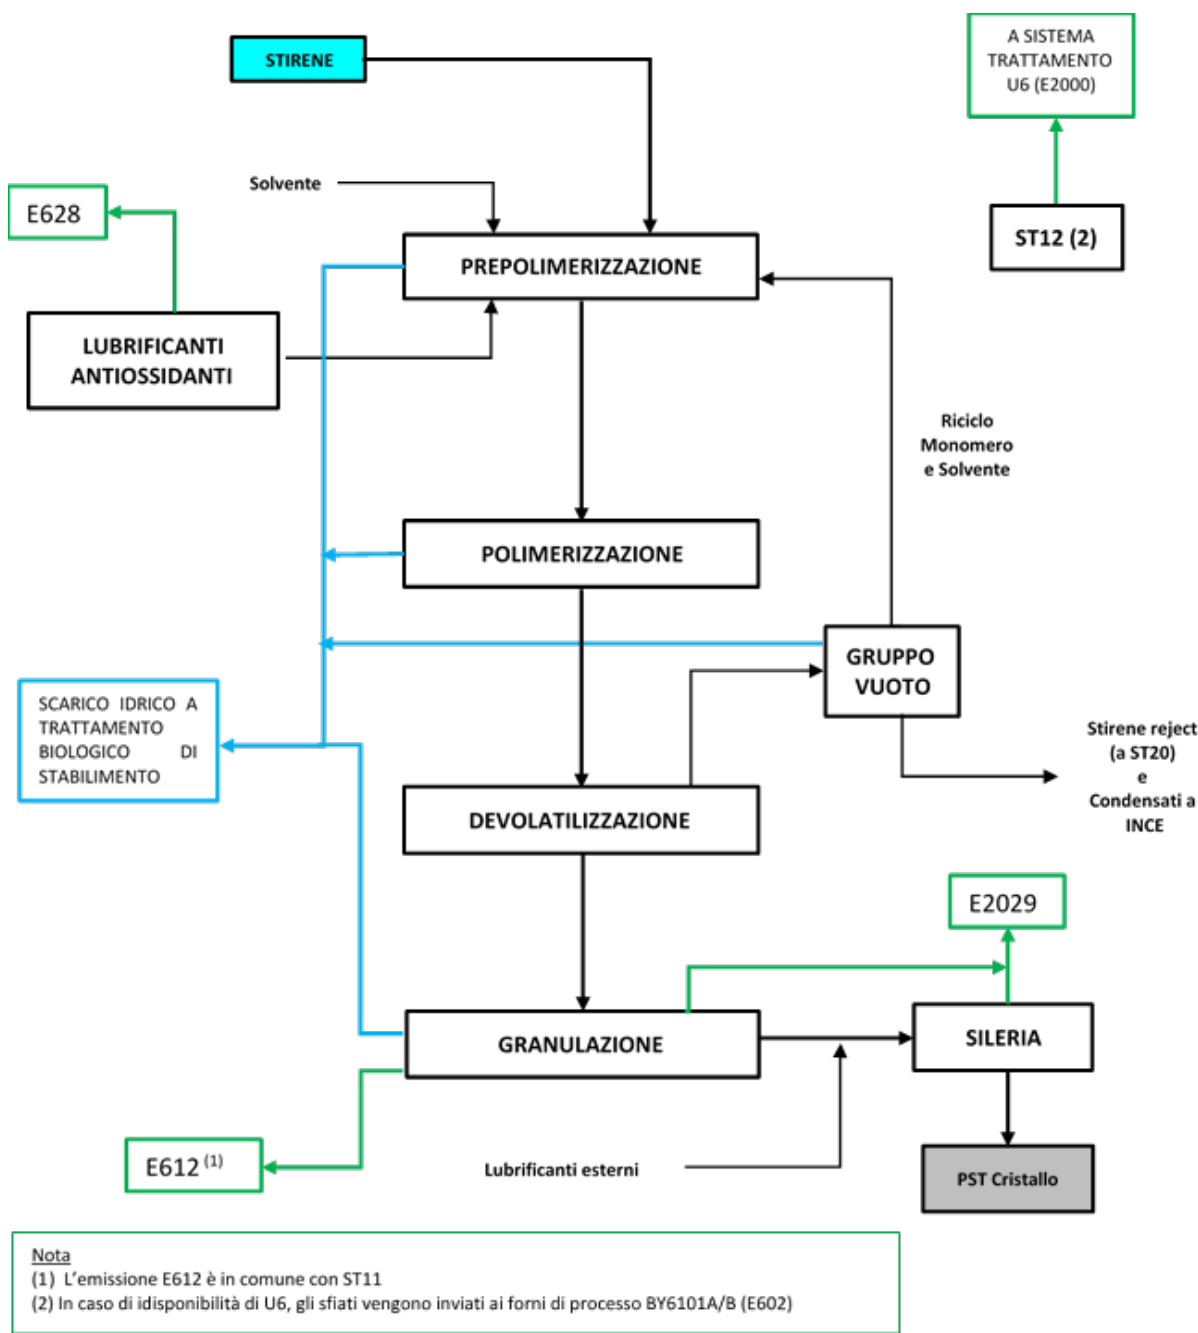 STIRENE
A SISTEMA
TRATTAMENTO
U6 (E2000)
Solvente
E628
ST12 (2)
PREPOLIMERIZZAZIONE
LUBRIFICANTI
ANTIOSSIDANTI
Riciclo
Monomero
e Solvente
POLIMERIZZAZIONE
GRUPPO
VUOTO
SCARICO IDRICO A
TRATTAMENTO
BIOLOGICO DI
STABILIMENTO
Stirene reject
(a ST20)
e
Condensati a
INCE
DEVOLATILIZZAZIONE
E2029
GRANULAZIONE
SILERIA
E612 (1)
Lubrificanti esterni
PST Cristallo
Nota
(1) L'emissione E612 è in comune con ST11
(2) In caso di idisponibilità di U6, gli sfiati vengono inviati ai forni di processo BY6101A/B (E602)